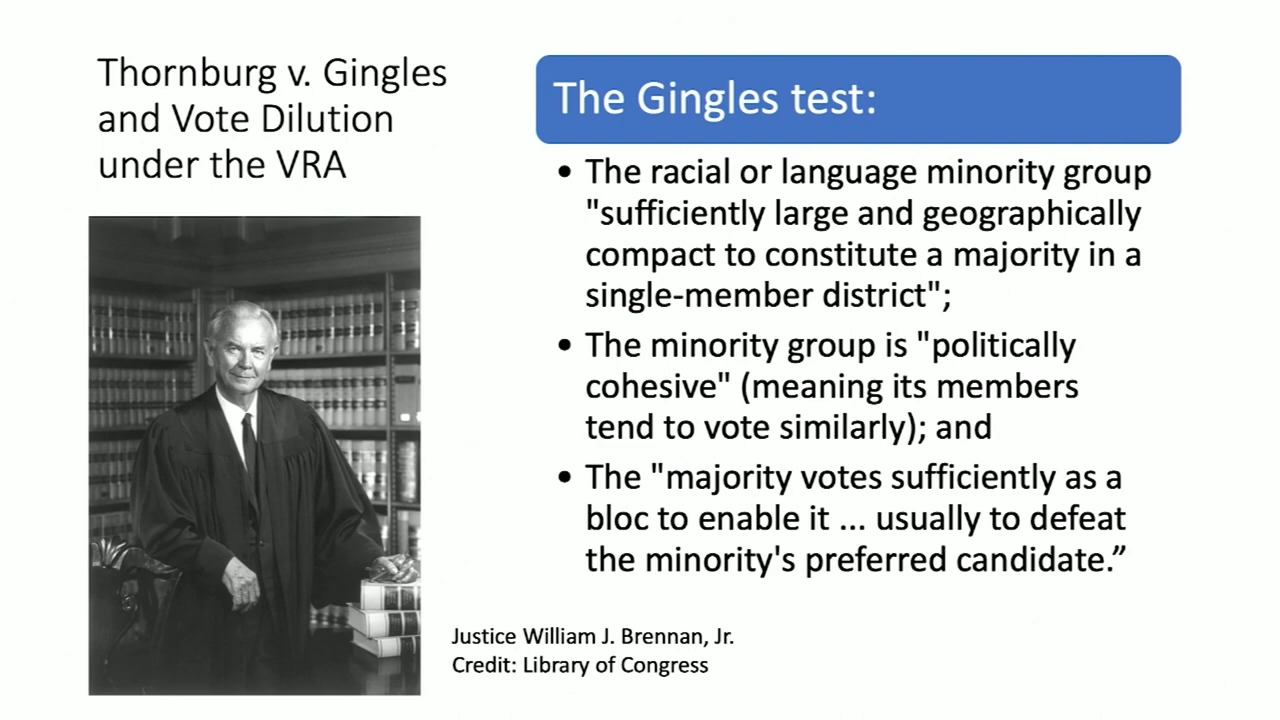 Thornburg v. Gingles
and Vote Dilution
under the VRA
The Gingles test:
• The racial or language minority group
"sufficiently large and geographically
compact to constitute a majority in a
single-member district";
• The minority group is "politically
cohesive" (meaning its members
tend to vote similarly); and
• The "majority votes sufficiently as a
bloc to enable it ... usually to defeat
the minority's preferred candidate.”
Justice William J. Brennan, Jr.
Credit: Library of Congress